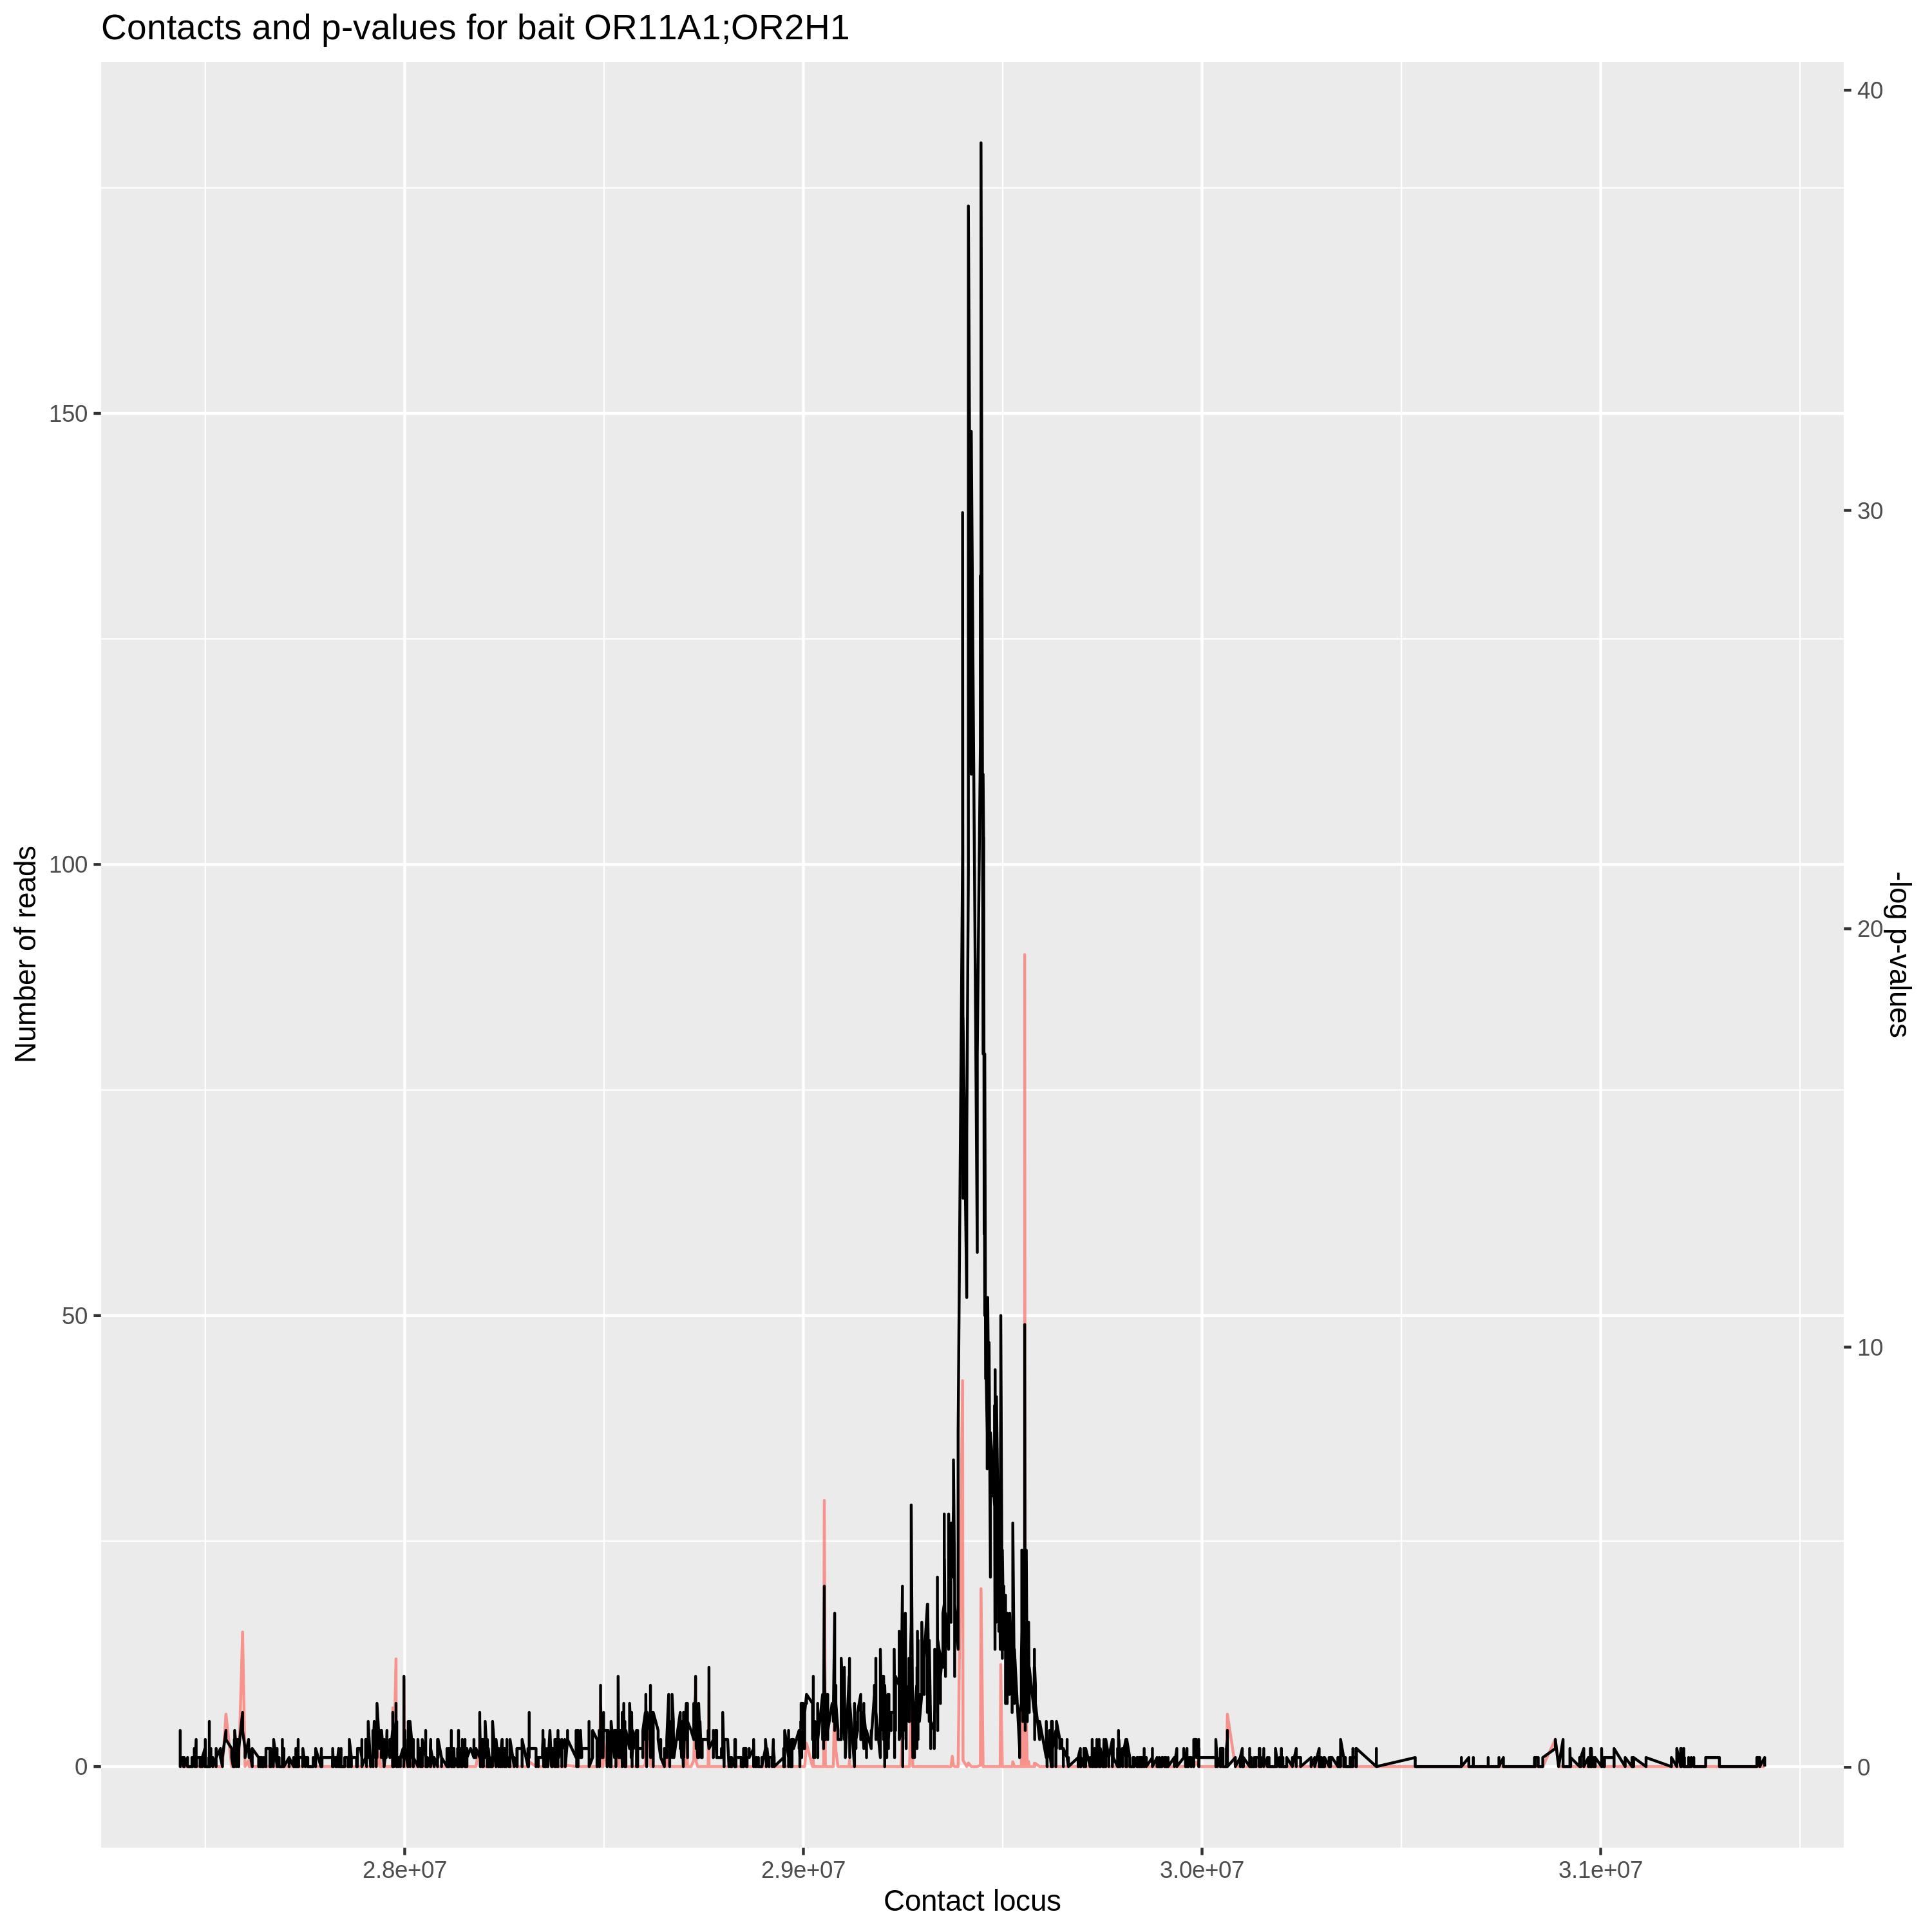 Contacts and p-values for bait OR11A1;OR2H1
40
150
30
100
20
50
10
0
0
Number of reads
-log p-values
2.8e+07
2.9e+07
3.0e+07
3.1e+07
Contact locus